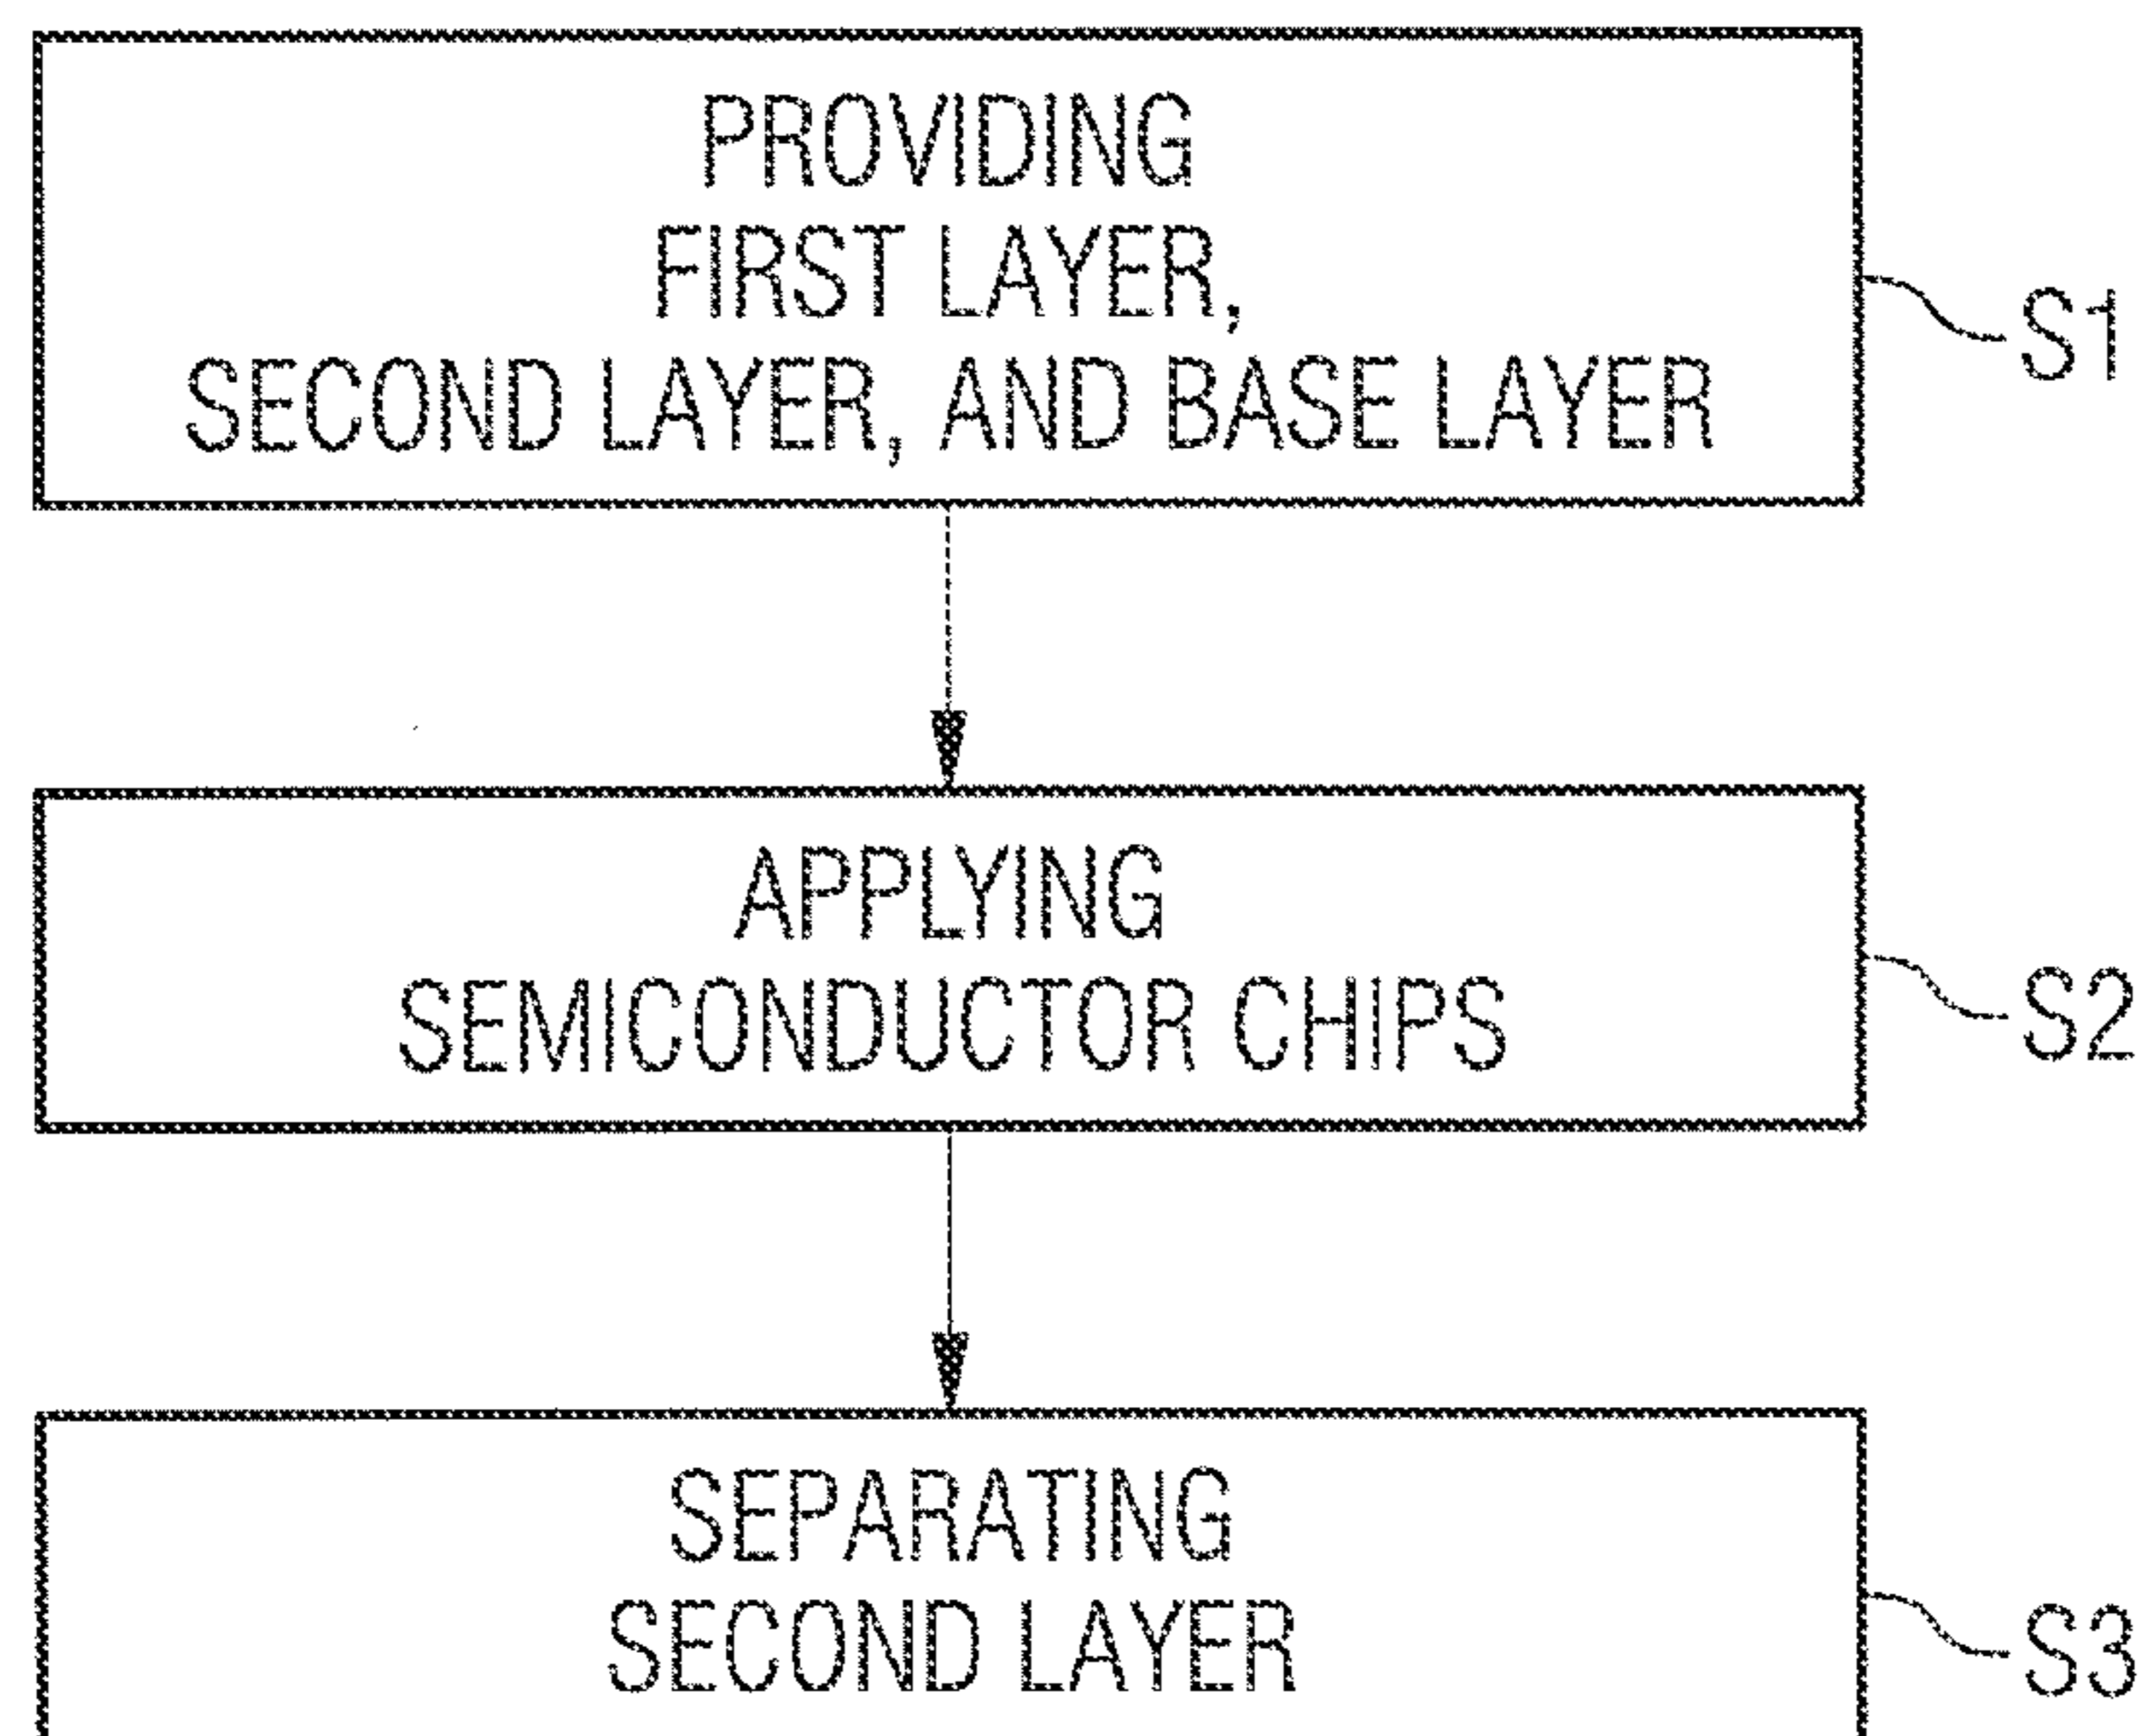 PROVIDING
FIRST LAYER,
SECOND LAYER, AND BASE LAYER
S1
APPLYING
SEMICONDUCTOR CHIPS
S2
SEPARATING
SECOND LAYER
S3